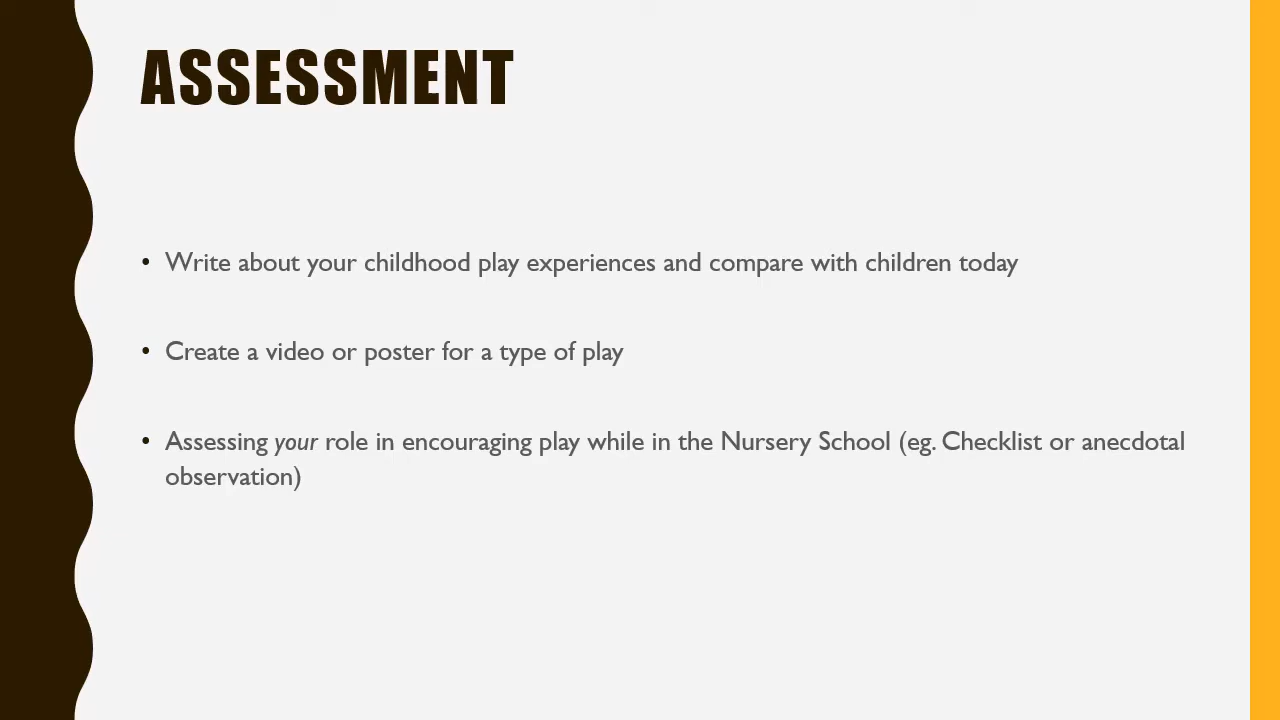 ASSESSMENT
• Write about your childhood play experiences and compare with children today
• Create a video or poster for a type of play
• Assessing your role in encouraging play while in the Nursery School (eg. Checklist or anecdotal
observation)